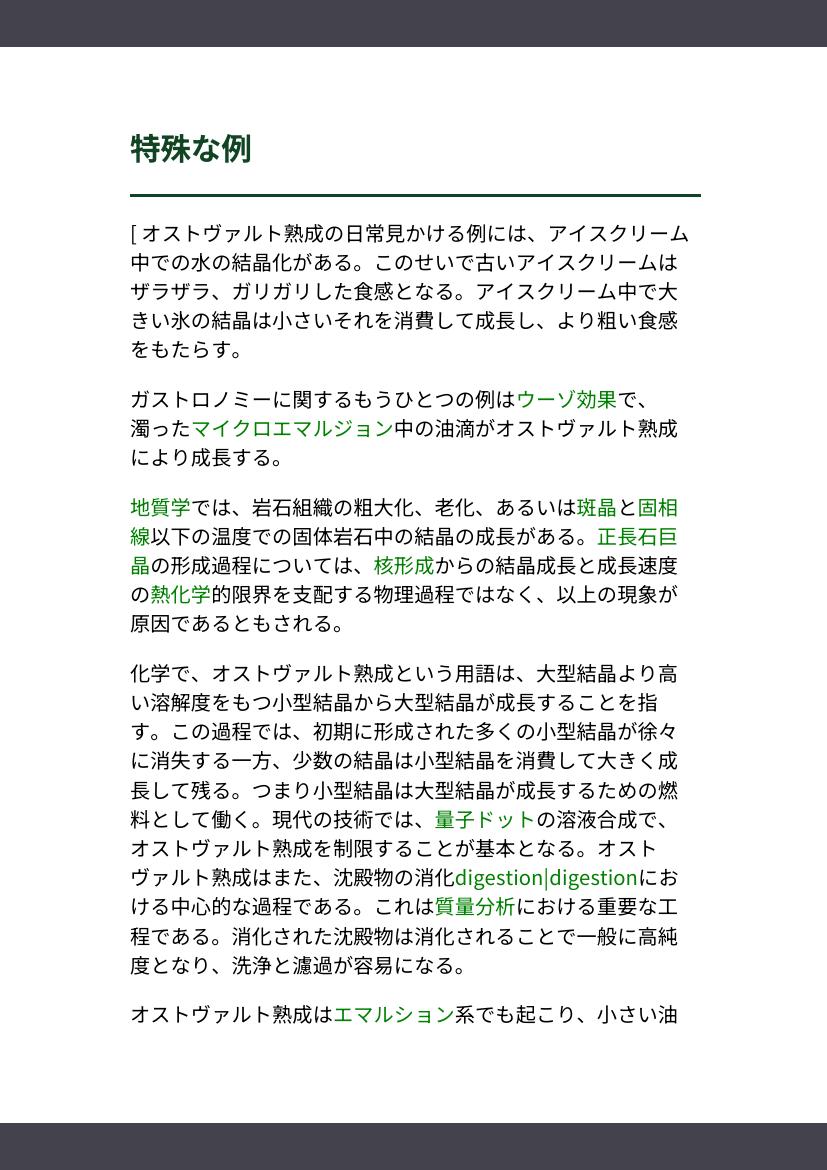 特殊な例
[ オストヴァルト熟成の日常見かける例には、アイスクリーム
中での水の結晶化がある。このせいで古いアイスクリームは
ザラザラ、ガリガリした食感となる。アイスクリーム中で大
きい氷の結晶は小さいそれを消費して成長し、より粗い食感
をもたらす。
ガストロノミーに関するもうひとつの例はウーゾ効果で、
濁ったマイクロエマルジョン中の油滴がオストヴァルト熟成
により成長する。
地質学では、岩石組織の粗大化、老化、あるいは斑晶と固相
線以下の温度での固体岩石中の結晶の成長がある。正長石巨
晶の形成過程については、核形成からの結晶成長と成長速度
の熱化学的限界を支配する物理過程ではなく、以上の現象が
原因であるともされる。
化学で、オストヴァルト熟成という用語は、大型結晶より高
い溶解度をもつ小型結晶から大型結晶が成長することを指
す。この過程では、初期に形成された多くの小型結晶が徐々
に消失する一方、少数の結晶は小型結晶を消費して大きく成
長して残る。つまり小型結晶は大型結晶が成長するための燃
料として働く。現代の技術では、量子ドットの溶液合成で、
オストヴァルト熟成を制限することが基本となる。オスト
ヴァルト熟成はまた、沈殿物の消化digestion|digestionにお
ける中心的な過程である。これは質量分析における重要な工
程である。消化された沈殿物は消化されることで一般に高純
度となり、洗浄と濾過が容易になる。
オストヴァルト熟成はエマルション系でも起こり、小さい油